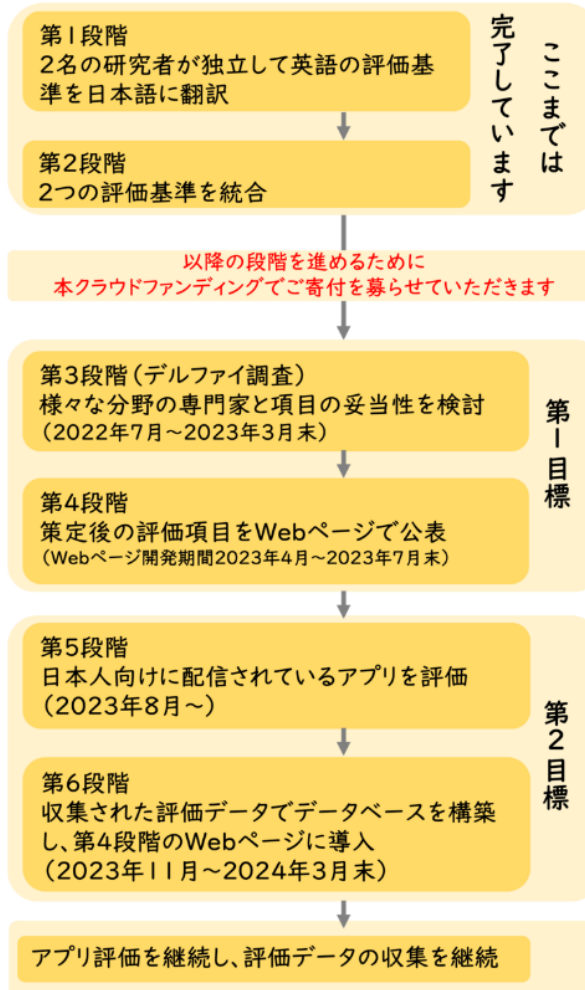 第1段階
2名の研究者が独立して英語の評価基
準を日本語に翻訳
第2段階
2つの評価基準を統合
ここまでは
完了しています
以降の段階を進めるために
本クラウドファンディングでご寄付を募らせていただきます
第3段階(デルファイ調査)
様々な分野の専門家と項目の妥当性を検討
(2022年7月~2023年3月末)
第4段階
策定後の評価項目をWebページで公表
(Webページ開発期間2023年4月~2023年7月末)
第1目標
第5段階
日本人向けに配信されているアプリを評価
(2023年8月~)
第6段階
収集された評価データでデータベースを構築
し、第4段階のWebページに導入
(2023年11月~2024年3月末)
第2目標
アプリ評価を継続し、評価データの収集を継続